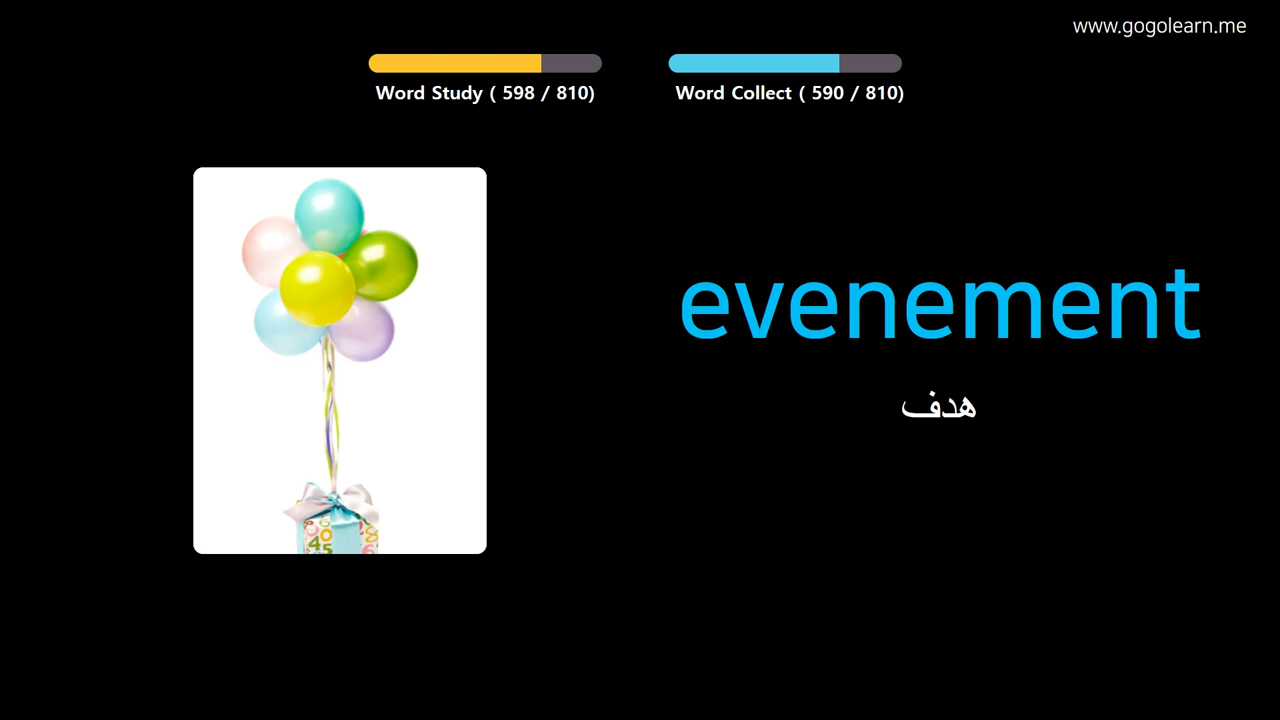 www.gogolearn.me
Word Study ( 598 / 810)
Word Collect ( 590 / 810)
evenement
هدف